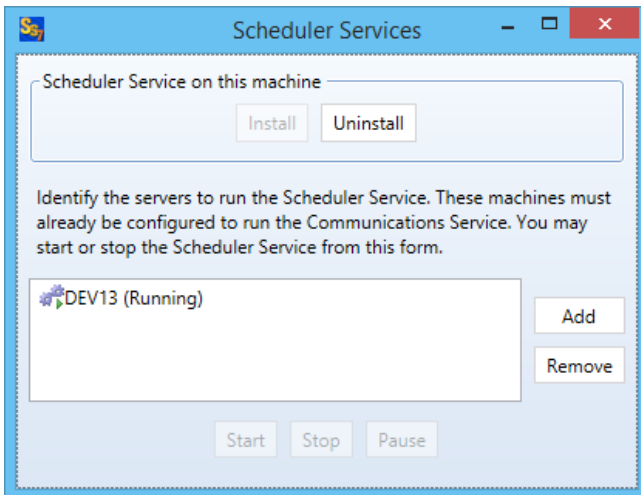 SS7
Scheduler Services
Scheduler Service on this machine
Install
Uninstall
Identify the servers to run the Scheduler Service. These machines must
already be configured to run the Communications Service. You may
start or stop the Scheduler Service from this form.
DEV13 (Running)
Add
Remove
Start
Stop
Pause